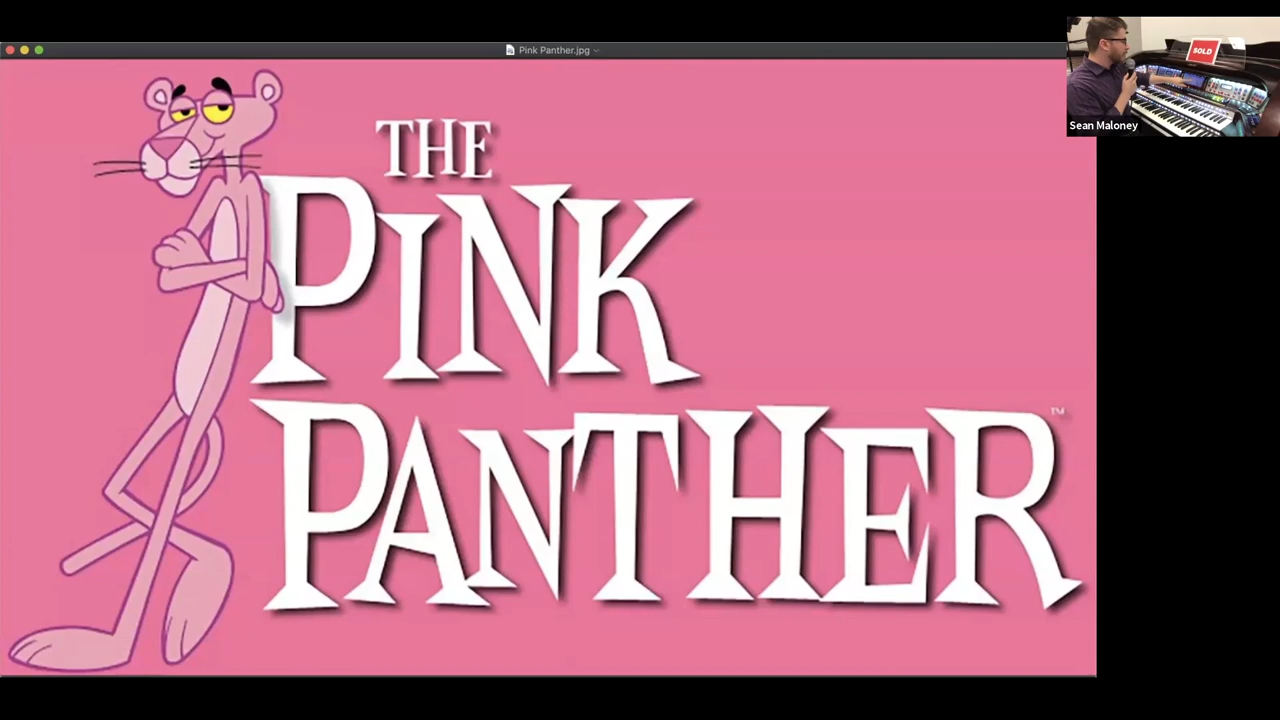 Pink Panther.jpg
SOLD
Sean Maloney
THE
PINK
PANTHER
TM